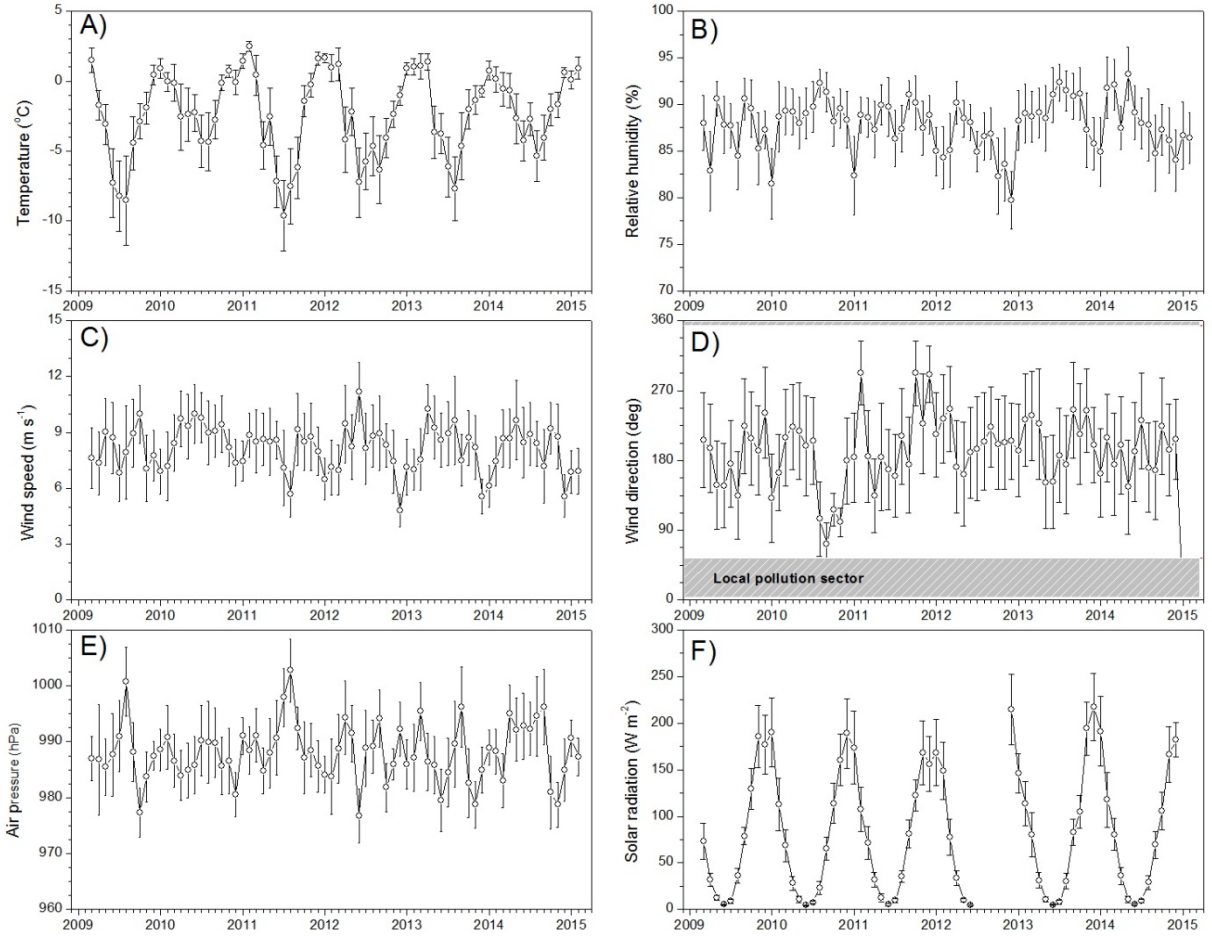 A)
Temperature (°C)
5
0
-5
-10
-15
2009 2010 2011 2012 2013 2014 2015
B)
Relative humidity (%)
100
95
90
85
80
75
70
2009 2010 2011 2012 2013 2014 2015
C)
Wind speed (m s-1)
15
12
9
6
3
0
2009 2010 2011 2012 2013 2014 2015
D)
Wind direction (deg)
360
270
180
90
0
Local pollution sector
2009 2010 2011 2012 2013 2014 2015
E)
Air pressure (hPa)
1010
1000
990
980
970
960
2009 2010 2011 2012 2013 2014 2015
F)
Solar radiation (W m-2)
300
250
200
150
100
50
0
2009 2010 2011 2012 2013 2014 2015